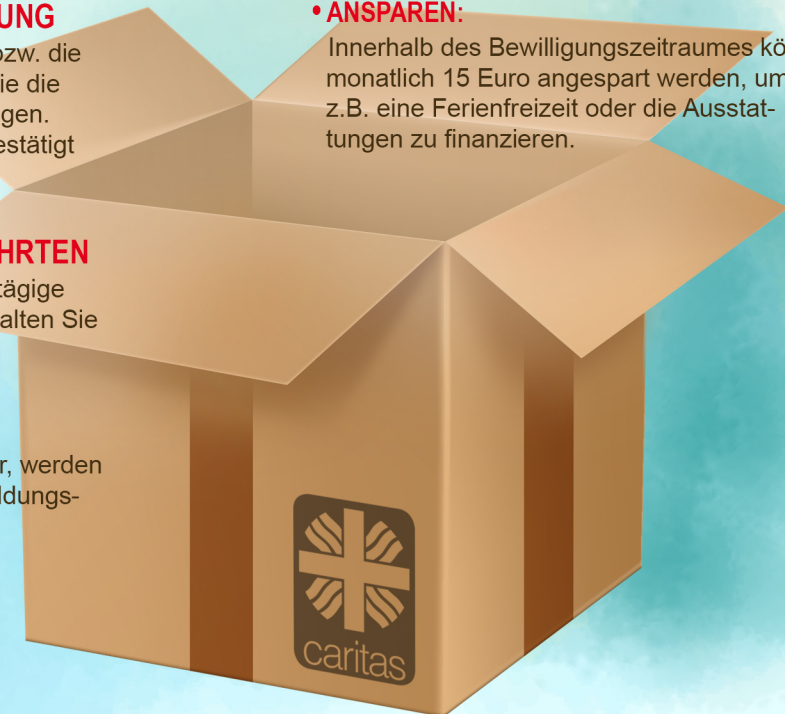 UNG
bzw. die
ie die
gen.
estätigt
HRTEN
tägige
alten Sie
r, werden
ldungs-
• ANSPAREN:
Innerhalb des Bewilligungszeitraumes kö
monatlich 15 Euro angespart werden, um
z.B. eine Ferienfreizeit oder die Ausstat-
tungen zu finanzieren.
caritas